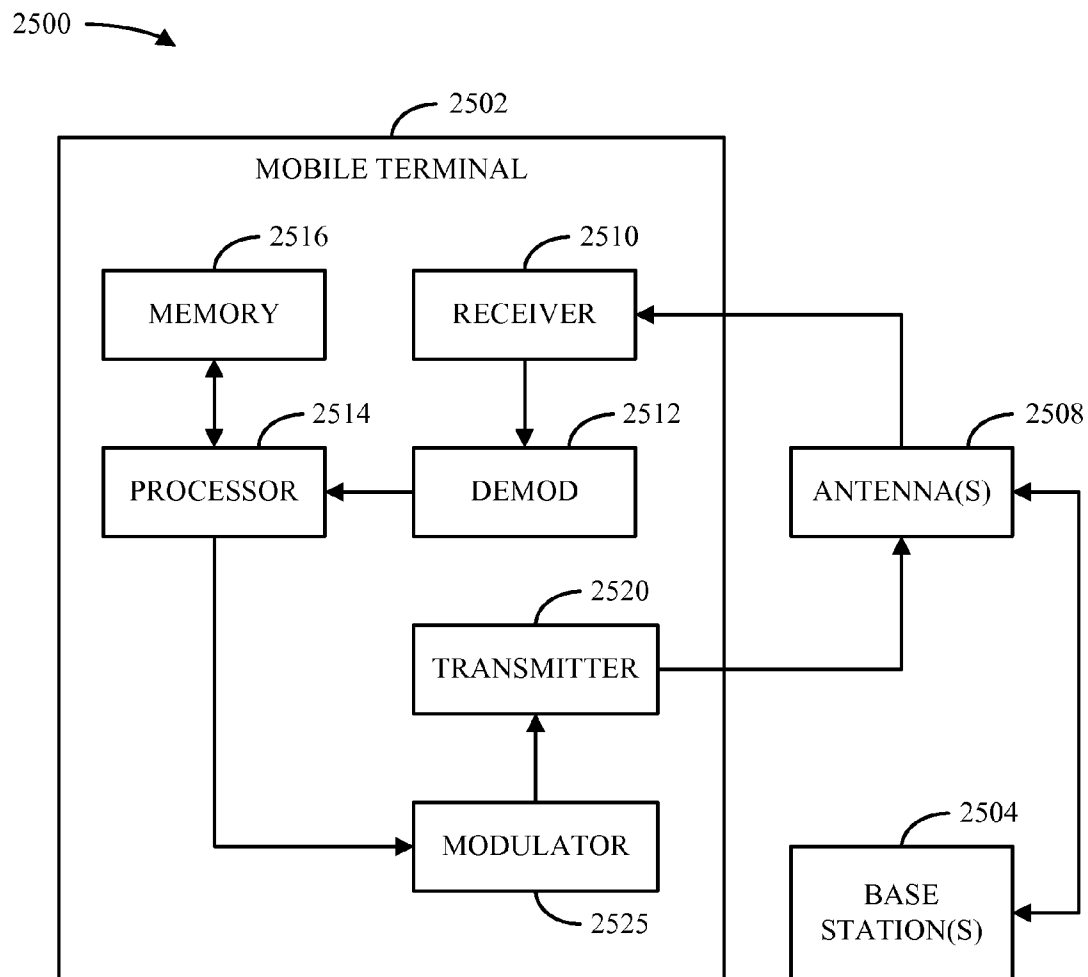 2500
2502
MOBILE TERMINAL
2516
2510
MEMORY
RECEIVER
2514
2512
2508
PROCESSOR
DEMOD
ANTENNA(S)
2520
TRANSMITTER
2504
MODULATOR
BASE
STATION(S)
2525